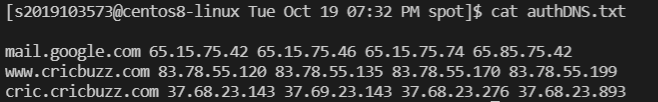 [s2019103573@centos8-linux Tue Oct 19 07:32 PM spot]$ cat authDNS.txt
mail.google.com 65.15.75.42 65.15.75.46 65.15.75.74 65.85.75.42
www.cricbuzz.com 83.78.55.120 83.78.55.135 83.78.55.170 83.78.55.199
cric.cricbuzz.com 37.68.23.143 37.69.23.143 37.68.23.276 37.68.23.893